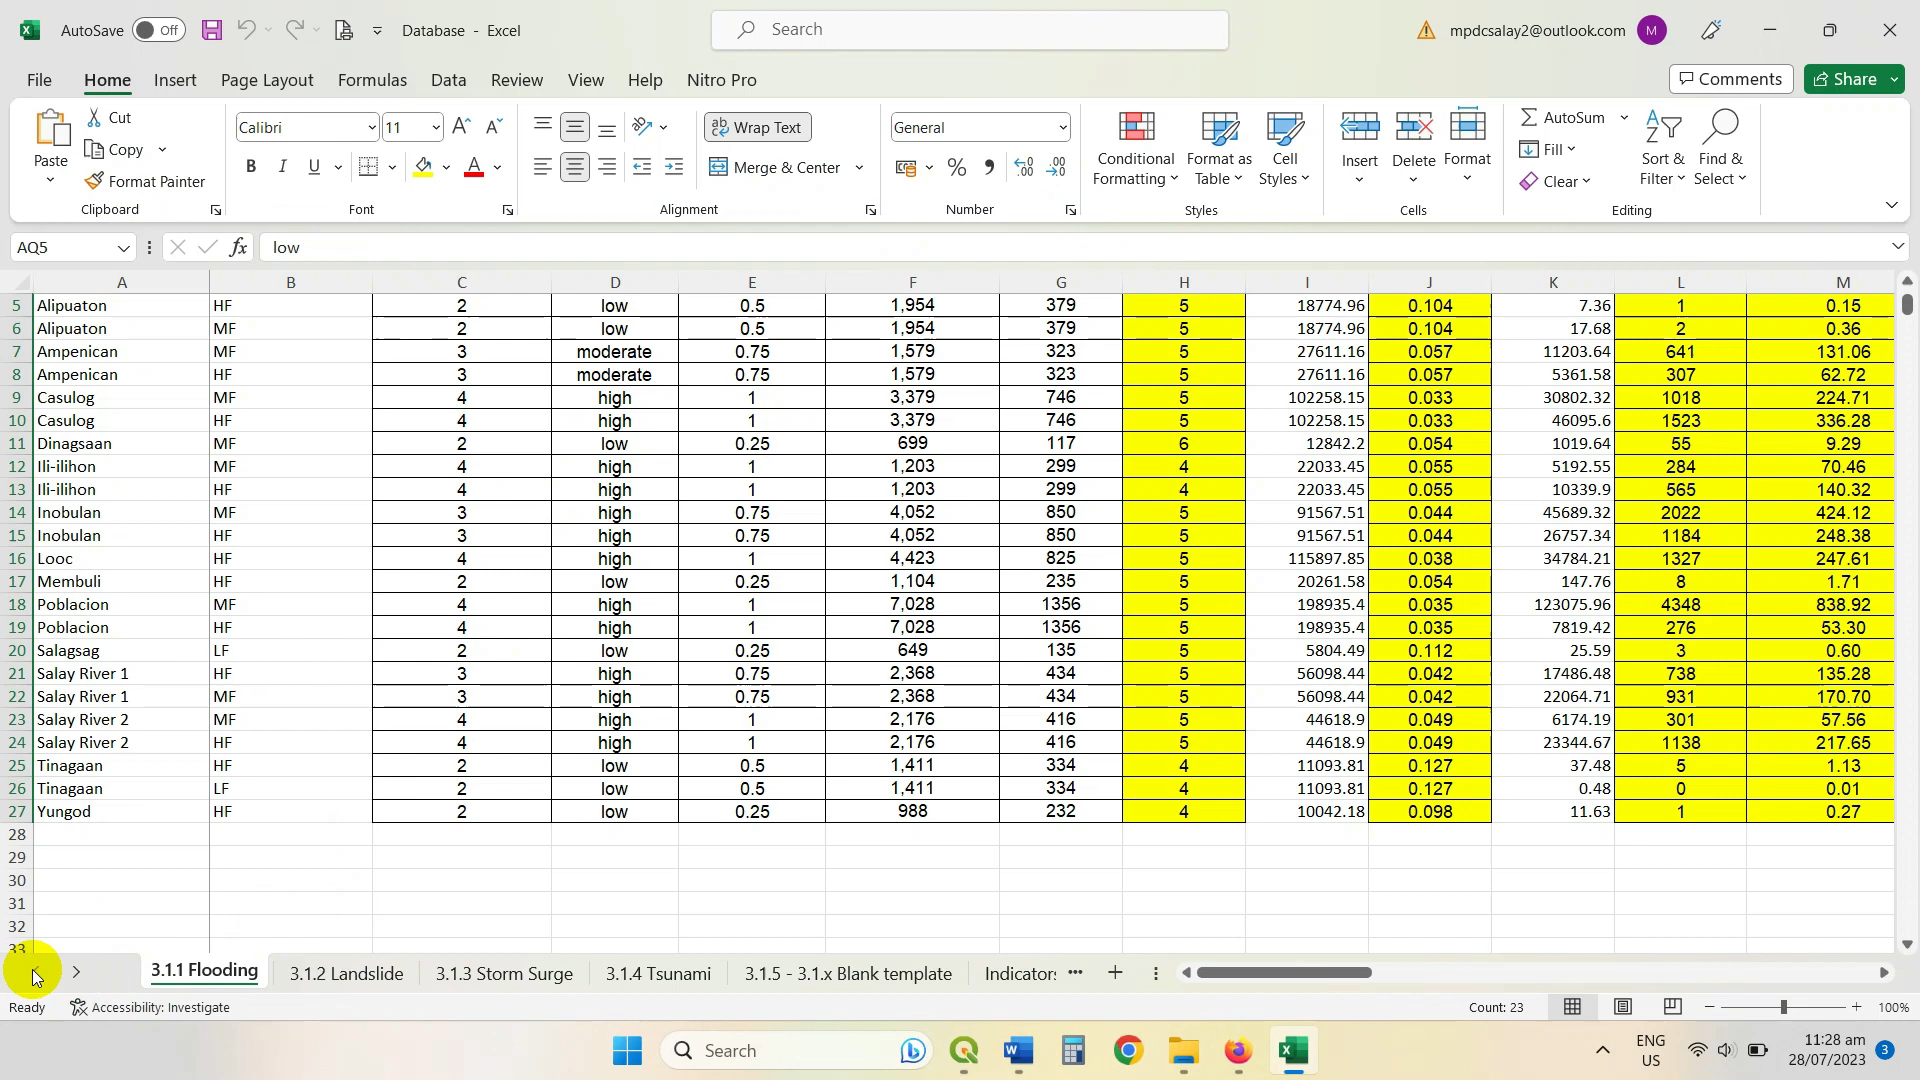 AutoSave Off Database - Excel Search mpdcsalay2@outlook.com M
File Home Insert Page Layout Formulas Data Review View Help Nitro Pro Comments Share
Paste Cut Copy Format Painter Clipboard
Calibri 11 B I U A Font
ab Wrap Text Merge & Center Alignment
General % Number
Conditional Formatting Format as Table Cell Styles Styles
Insert Delete Format Cells
AutoSum Fill Clear Sort & Filter Find & Select Editing
AQ5 fx low
A B C D E F G H I J K L M
5 Alipuaton HF 2 low 0.5 1,954 379 5 18774.96 0.104 7.36 1 0.15
6 Alipuaton MF 2 low 0.5 1,954 379 5 18774.96 0.104 17.68 2 0.36
7 Ampenican MF 3 moderate 0.75 1,579 323 5 27611.16 0.057 11203.64 641 131.06
8 Ampenican HF 3 moderate 0.75 1,579 323 5 27611.16 0.057 5361.58 307 62.72
9 Casulog MF 4 high 1 3,379 746 5 102258.15 0.033 30802.32 1018 224.71
10 Casulog HF 4 high 1 3,379 746 5 102258.15 0.033 46095.6 1523 336.28
11 Dinagsaan MF 2 low 0.25 699 117 6 12842.2 0.054 1019.64 55 9.29
12 Ili-ilihon MF 4 high 1 1,203 299 4 22033.45 0.055 5192.55 284 70.46
13 Ili-ilihon HF 4 high 1 1,203 299 4 22033.45 0.055 10339.9 565 140.32
14 Inobulan MF 3 high 0.75 4,052 850 5 91567.51 0.044 45689.32 2022 424.12
15 Inobulan HF 3 high 0.75 4,052 850 5 91567.51 0.044 26757.34 1184 248.38
16 Looc HF 4 high 1 4,423 825 5 115897.85 0.038 34784.21 1327 247.61
17 Membuli HF 2 low 0.25 1,104 235 5 20261.58 0.054 147.76 8 1.71
18 Poblacion MF 4 high 1 7,028 1356 5 198935.4 0.035 123075.96 4348 838.92
19 Poblacion HF 4 high 1 7,028 1356 5 198935.4 0.035 7819.42 276 53.30
20 Salagsag LF 2 low 0.25 649 135 5 5804.49 0.112 25.59 3 0.60
21 Salay River 1 HF 3 high 0.75 2,368 434 5 56098.44 0.042 17486.48 738 135.28
22 Salay River 1 MF 3 high 0.75 2,368 434 5 56098.44 0.042 22064.71 931 170.70
23 Salay River 2 MF 4 high 1 2,176 416 5 44618.9 0.049 6174.19 301 57.56
24 Salay River 2 HF 4 high 1 2,176 416 5 44618.9 0.049 23344.67 1138 217.65
25 Tinagaan HF 2 low 0.5 1,411 334 4 11093.81 0.127 37.48 5 1.13
26 Tinagaan LF 2 low 0.5 1,411 334 4 11093.81 0.127 0.48 0 0.01
27 Yungod HF 2 low 0.25 988 232 4 10042.18 0.098 11.63 1 0.27
28
29
30
31
32
33
3.1.1 Flooding 3.1.2 Landslide 3.1.3 Storm Surge 3.1.4 Tsunami 3.1.5 - 3.1.x Blank template Indicator
Ready Accessibility: Investigate Count: 23 100%
Search ENG US 11:28 am 28/07/2023 3